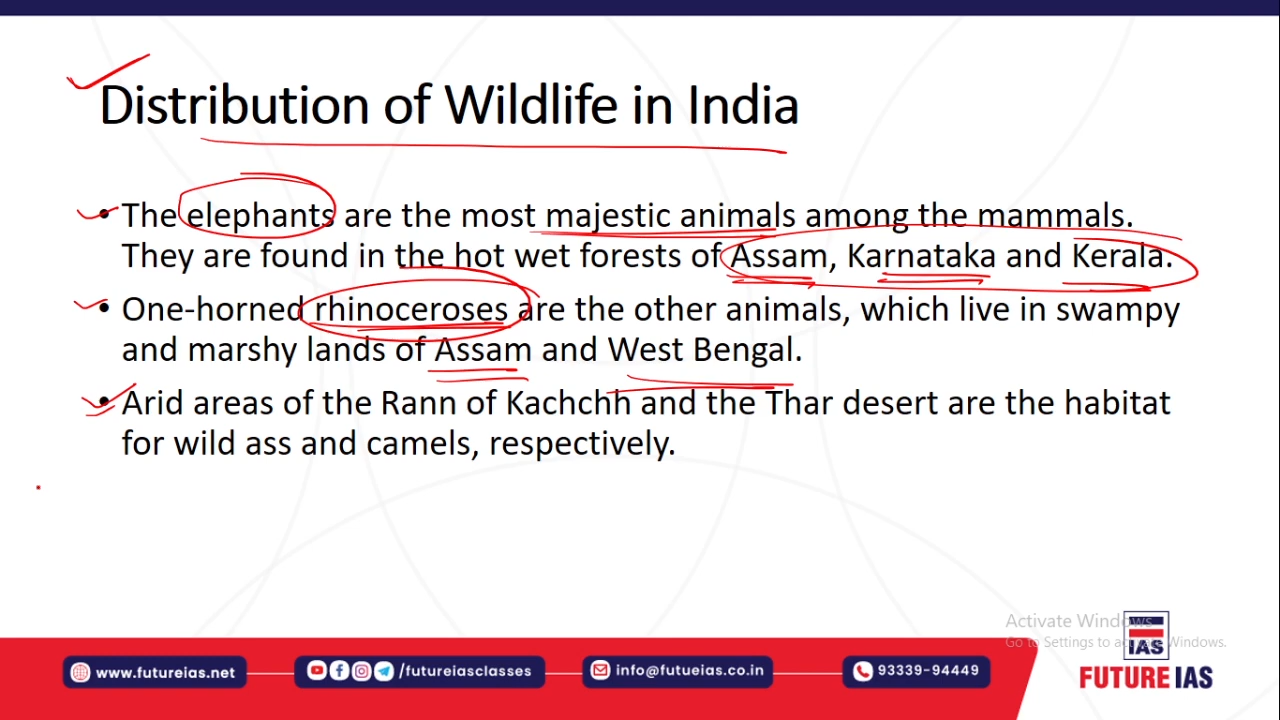 Distribution of Wildlife in India
• The elephants are the most majestic animals among the mammals.
They are found in the hot wet forests of Assam, Karnataka and Kerala.
• One-horned rhinoceroses are the other animals, which live in swampy
and marshy lands of Assam and West Bengal.
• Arid areas of the Rann of Kachchh and the Thar desert are the habitat
for wild ass and camels, respectively.
Activate Windows
Go to Settings to activate Windows.
IAS
www.futureias.net
/futureiasclasses
info@futueias.co.in
93339-94449
FUTURE IAS